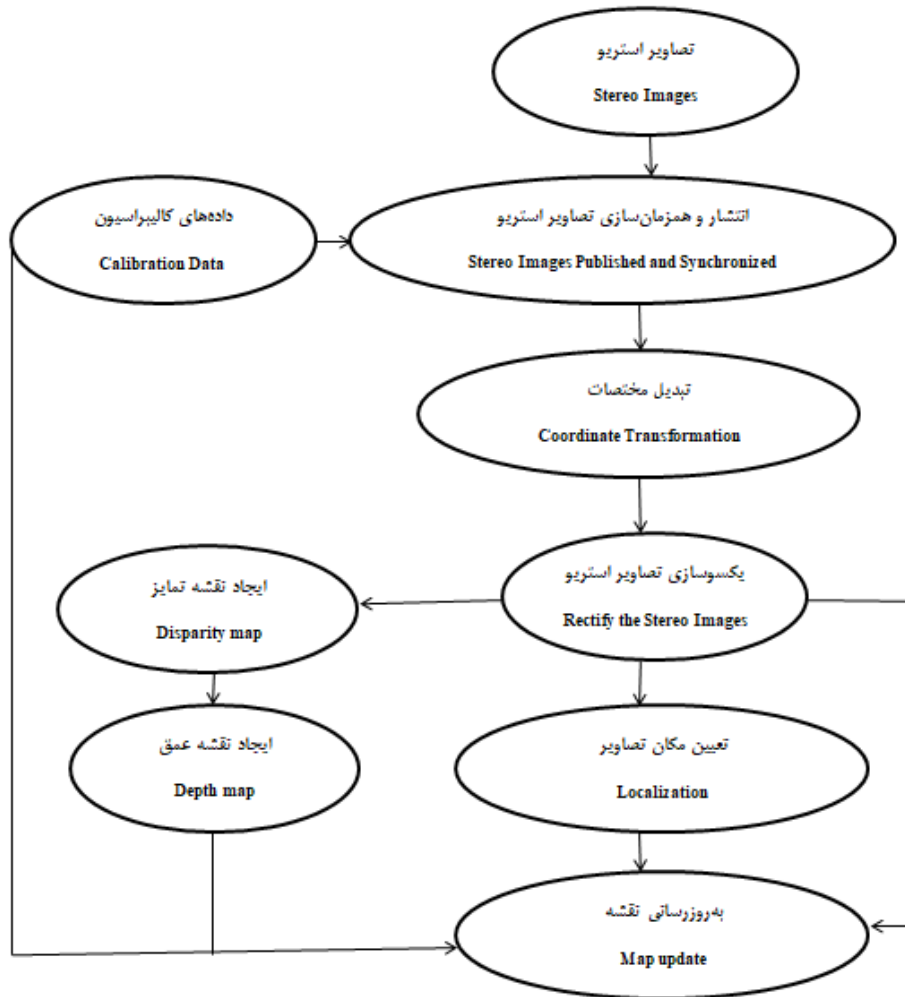 تصاویر استریو
Stereo Images
داده‌های کالیبراسیون
Calibration Data
انتشار و همزمان‌سازی تصاویر استریو
Stereo Images Published and Synchronized
تبدیل مختصات
Coordinate Transformation
یکسوسازی تصاویر استریو
Rectify the Stereo Images
ایجاد نقشه تمایز
Disparity map
ایجاد نقشه عمق
Depth map
تعیین مکان تصاویر
Localization
به‌روزرسانی نقشه
Map update